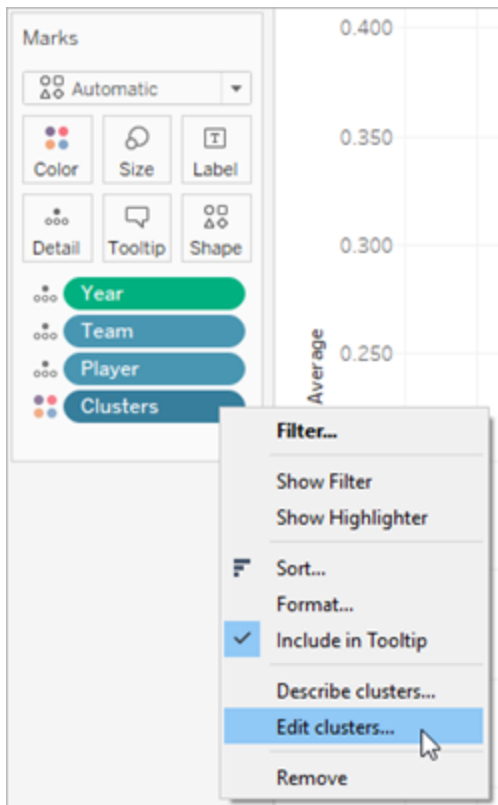 Marks
Automatic
Color Size Label
Detail Tooltip Shape
Year
Team
Player
Clusters
0.400
0.350
0.300
0.250
Average
Filter...
Show Filter
Show Highlighter
Sort...
Format...
Include in Tooltip
Describe clusters...
Edit clusters...
Remove